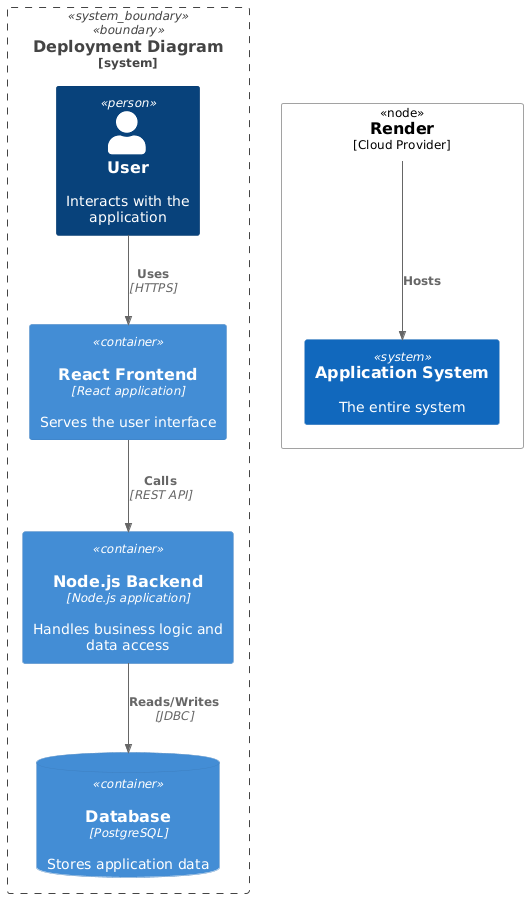 «system_boundary»
«boundary»
Deployment Diagram
[system]
«person»
User
Interacts with the
application
Uses
[HTTPS]
«container»
React Frontend
[React application]
Serves the user interface
Calls
[REST API]
«container»
Node.js Backend
[Node.js application]
Handles business logic and
data access
Reads/Writes
[JDBC]
«container»
Database
[PostgreSQL]
Stores application data
«node»
Render
[Cloud Provider]
Hosts
«system»
Application System
The entire system